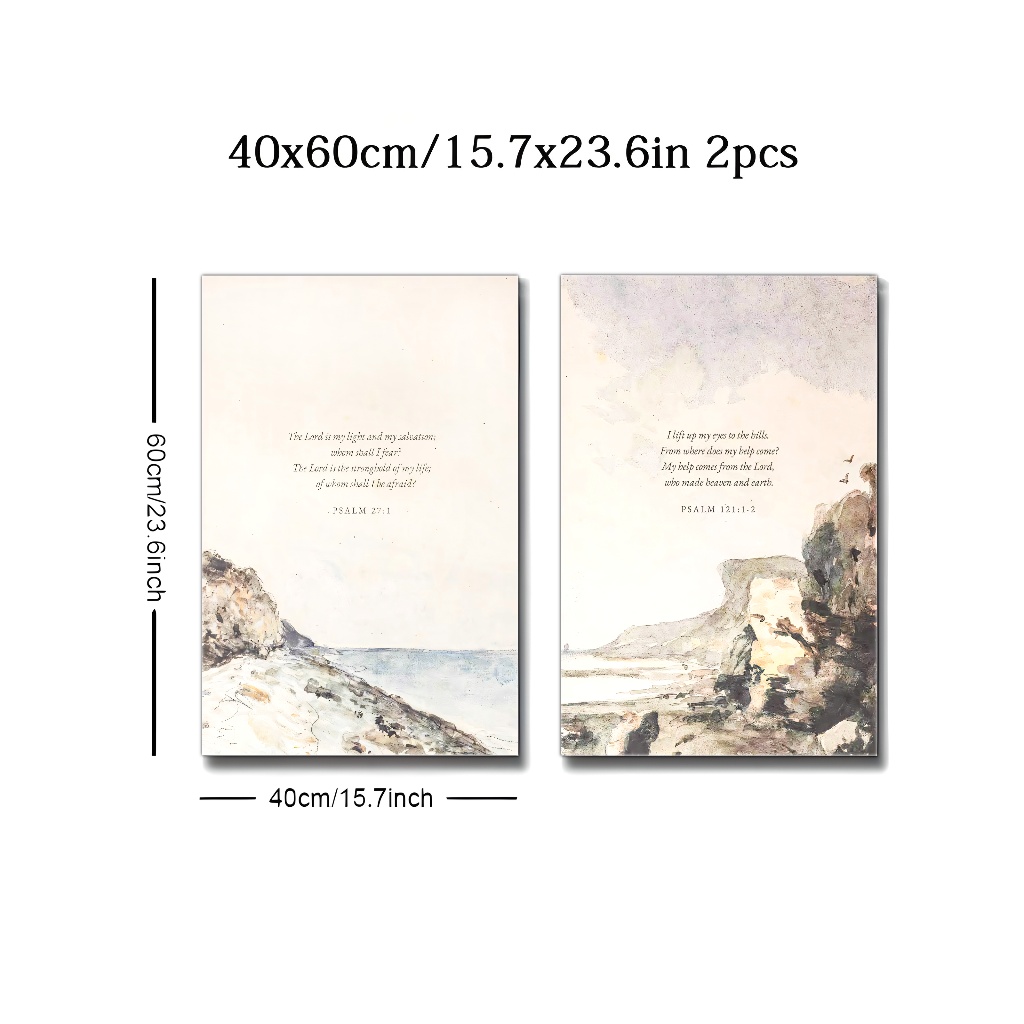 40x60cm/15.7x23.6in 2pcs
60cm/23.6inch
The Lord is my light and my salvation;
whom shall I fear?
The Lord is the stronghold of my life;
of whom shall I be afraid?
PSALM 27:1
I lift up my eyes to the hills.
From where does my help come?
My help comes from the Lord,
who made heaven and earth.
PSALM 121:1-2
40cm/15.7inch